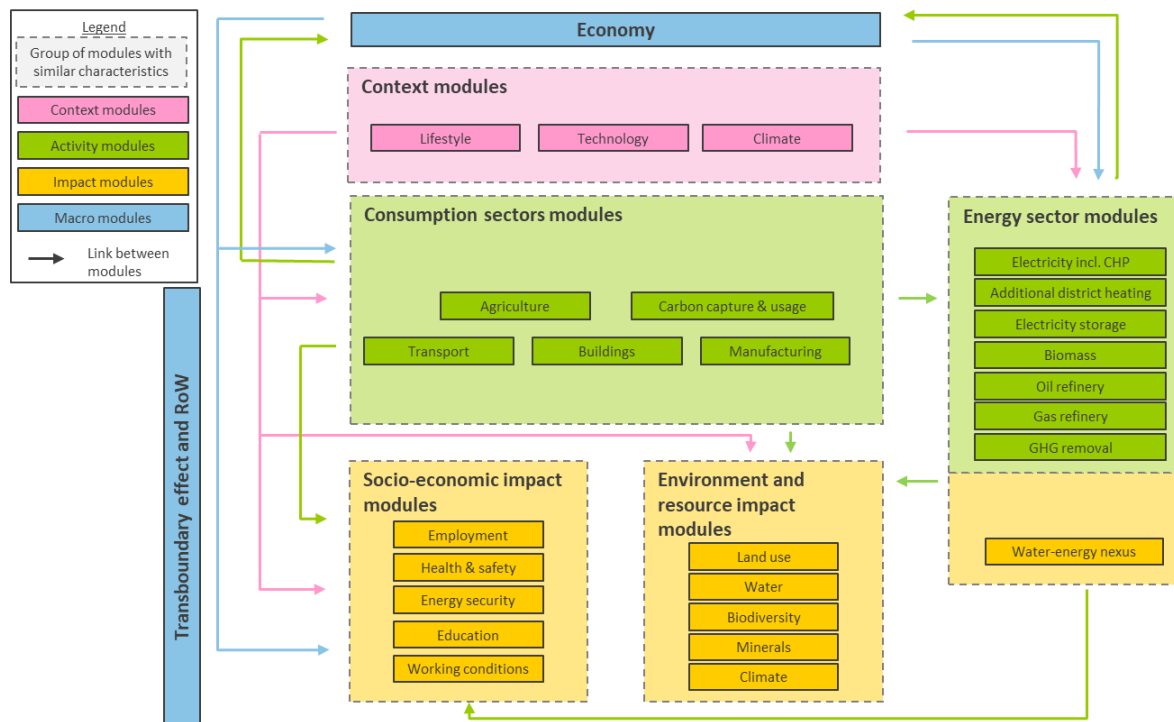 Legend
Group of modules with
similar characteristics
Context modules
Activity modules
Impact modules
Macro modules
Link between
modules
Transboundary effect and RoW
Economy
Context modules
Lifestyle
Technology
Climate
Consumption sectors modules
Agriculture
Carbon capture & usage
Transport
Buildings
Manufacturing
Energy sector modules
Electricity incl. CHP
Additional district heating
Electricity storage
Biomass
Oil refinery
Gas refinery
GHG removal
Water-energy nexus
Socio-economic impact
modules
Employment
Health & safety
Energy security
Education
Working conditions
Environment and
resource impact
modules
Land use
Water
Biodiversity
Minerals
Climate